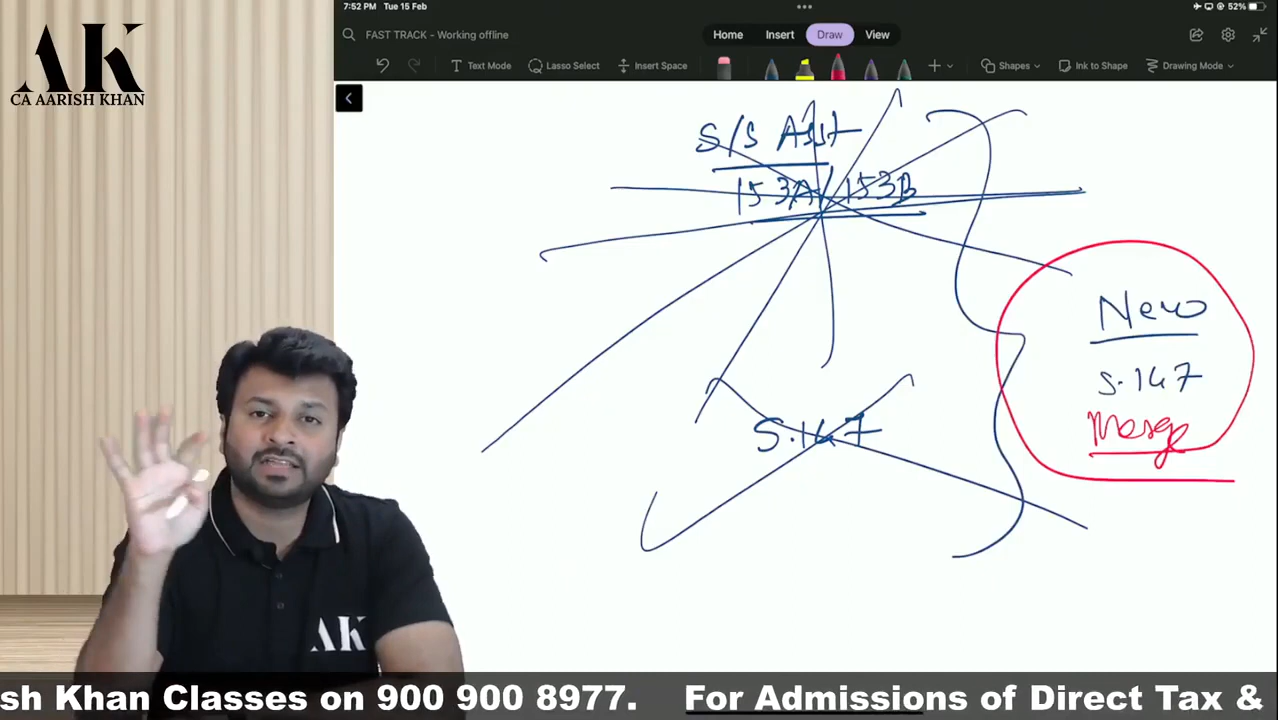 7:52 PM Tue 15 Feb
52%
FAST TRACK - Working offline
Home Insert Draw View
Text Mode Lasso Select Insert Space Shapes Ink to Shape Drawing Mode
AK
CA AARISH KHAN
S/S Asst
153A/153B
New
S.147
Merge
S.147
AK
sh Khan Classes on 900 900 8977. For Admissions of Direct Tax &